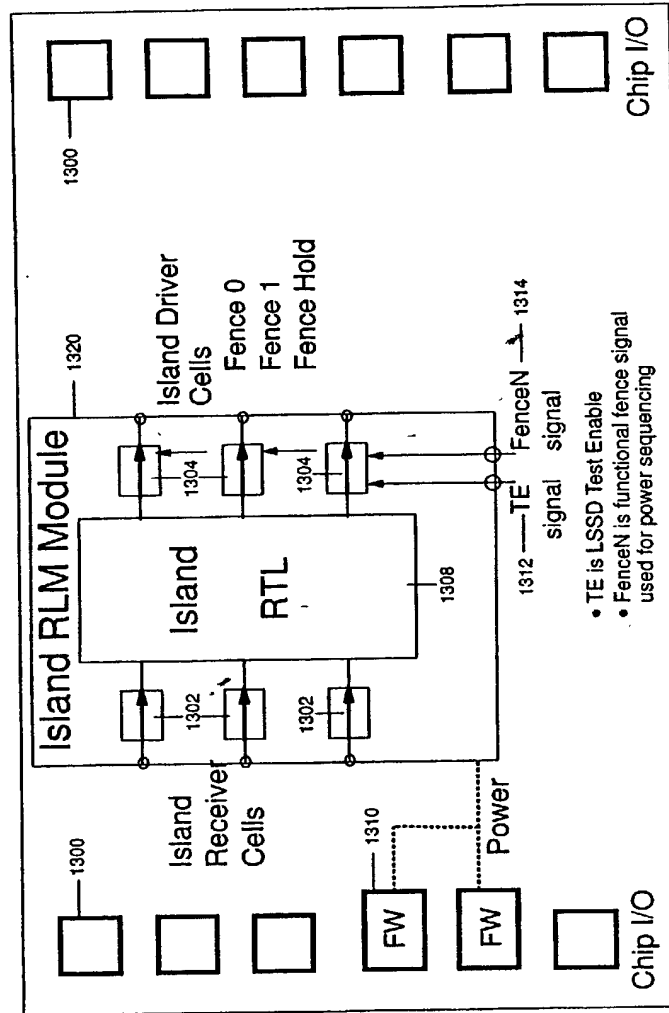 1300
1320
1300
Island RLM Module
Island
Receiver
Cells
1302
1302
Island
RTL
1308
1304
1304
Island Driver
Cells
Fence 0
Fence 1
Fence Hold
1310
FW
FW
Power
1312
TE
signal
FenceN
signal
1314
• TE is LSSD Test Enable
• FenceN is functional fence signal
used for power sequencing
Chip I/O
Chip I/O